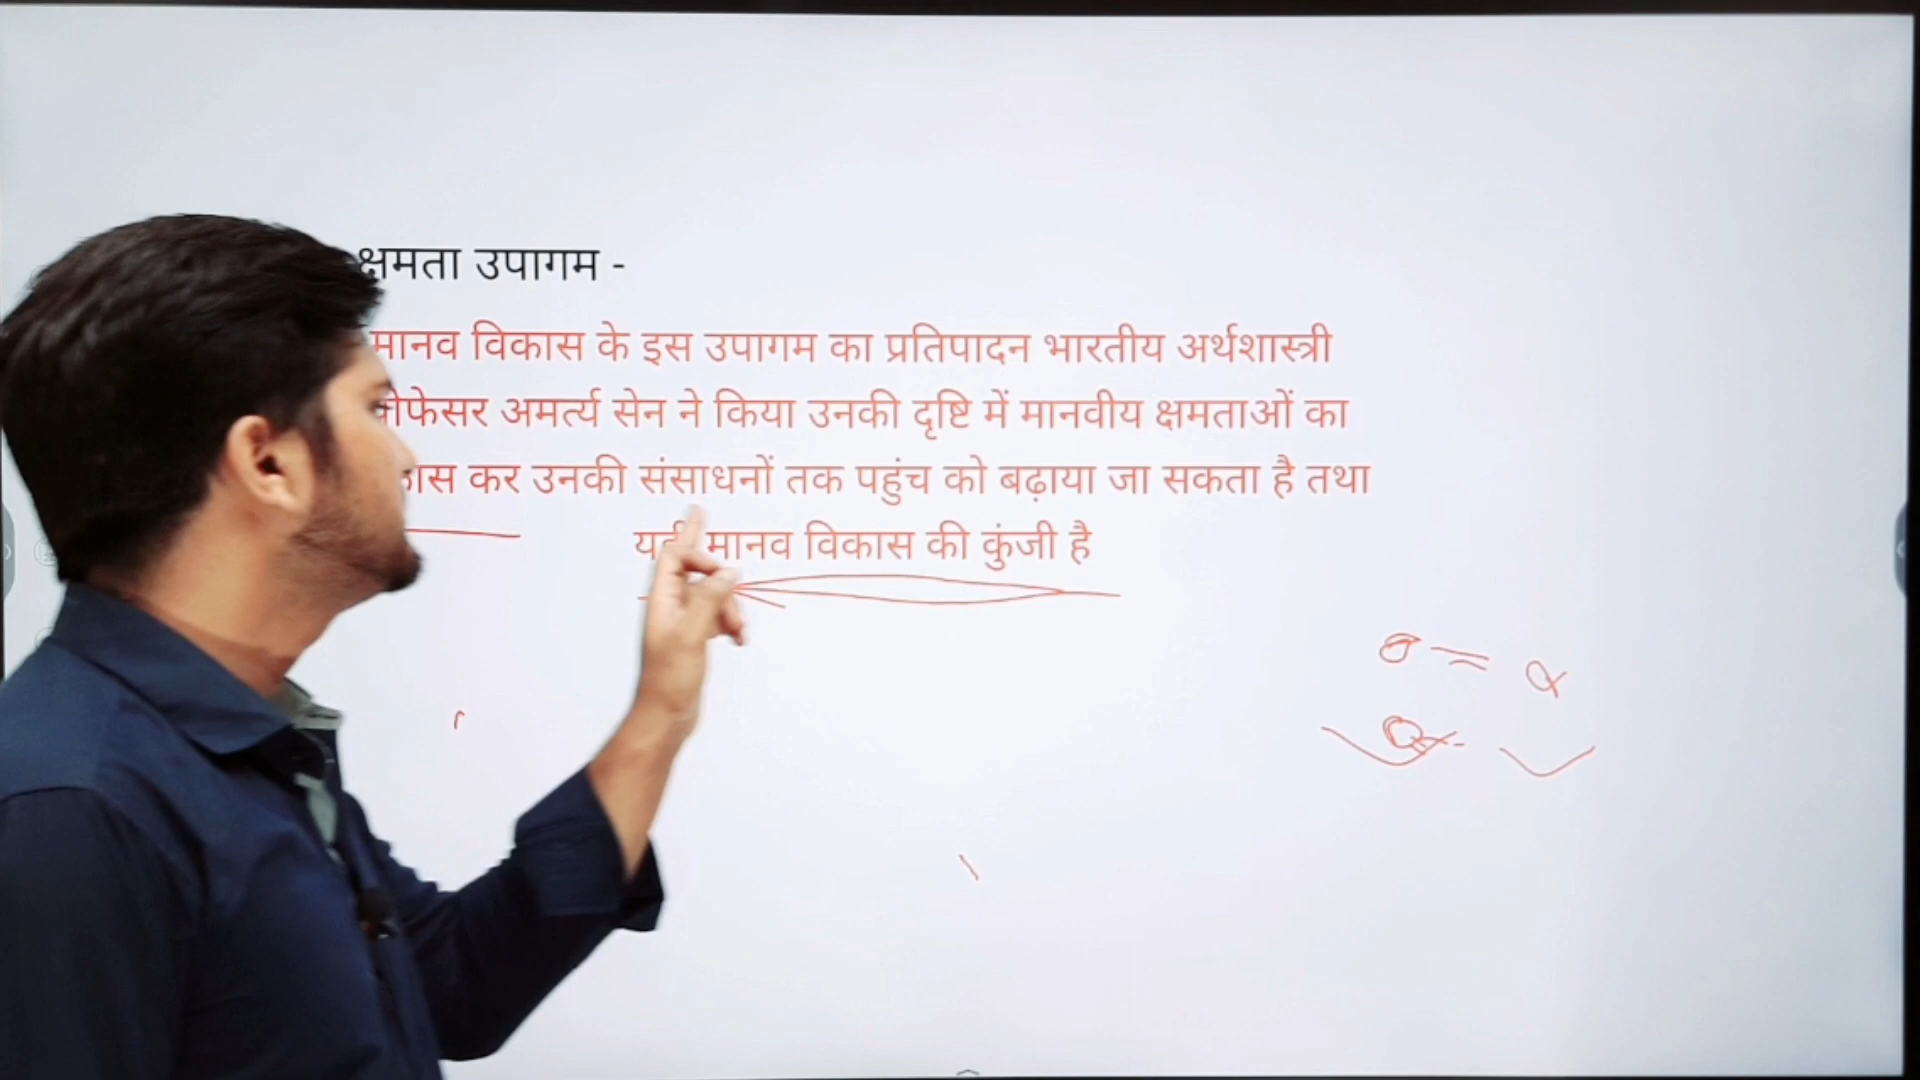 क्षमता उपागम -
मानव विकास के इस उपागम का प्रतिपादन भारतीय अर्थशास्त्री
अमर्त्य सेन ने किया उनकी दृष्टि में मानवीय क्षमताओं का
कर उनकी संसाधनों तक पहुंच को बढ़ाया जा सकता है तथा
मानव विकास की कुंजी है